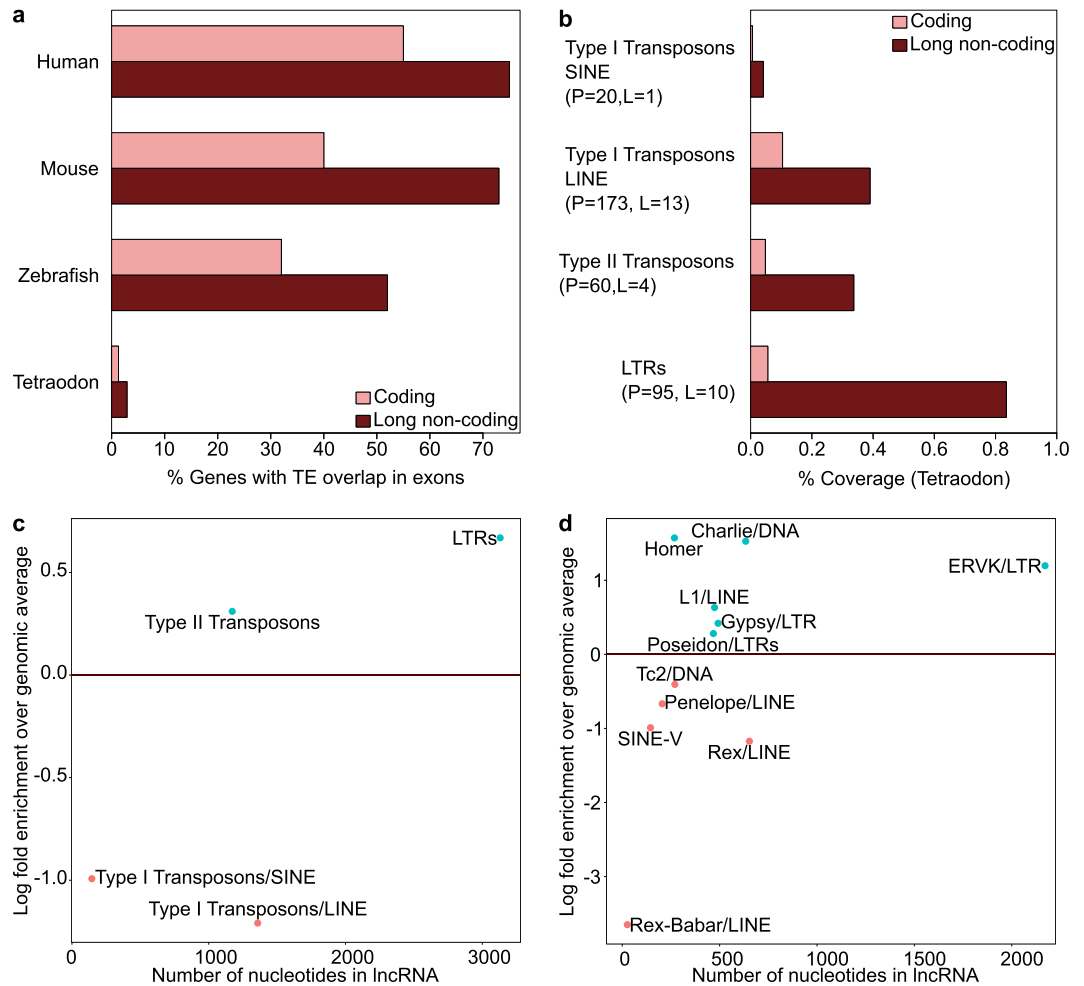 a
Human
Mouse
Zebrafish
Tetraodon
Coding
Long non-coding
0 10 20 30 40 50 60 70
% Genes with TE overlap in exons
b
Coding
Long non-coding
Type I Transposons
SINE
(P=20,L=1)
Type I Transposons
LINE
(P=173, L=13)
Type II Transposons
(P=60,L=4)
LTRs
(P=95, L=10)
0.0 0.2 0.4 0.6 0.8 1.0
% Coverage (Tetraodon)
c
Log fold enrichment over genomic average
0.5
0.0
-0.5
-1.0
LTRs
Type II Transposons
Type I Transposons/SINE
Type I Transposons/LINE
0 1000 2000 3000
Number of nucleotides in lncRNA
d
Log fold enrichment over genomic average
1
0
-1
-2
-3
Charlie/DNA
Homer
ERVK/LTR
L1/LINE
Gypsy/LTR
Poseidon/LTRs
Tc2/DNA
Penelope/LINE
SINE-V
Rex/LINE
Rex-Babar/LINE
0 500 1000 1500 2000
Number of nucleotides in lncRNA